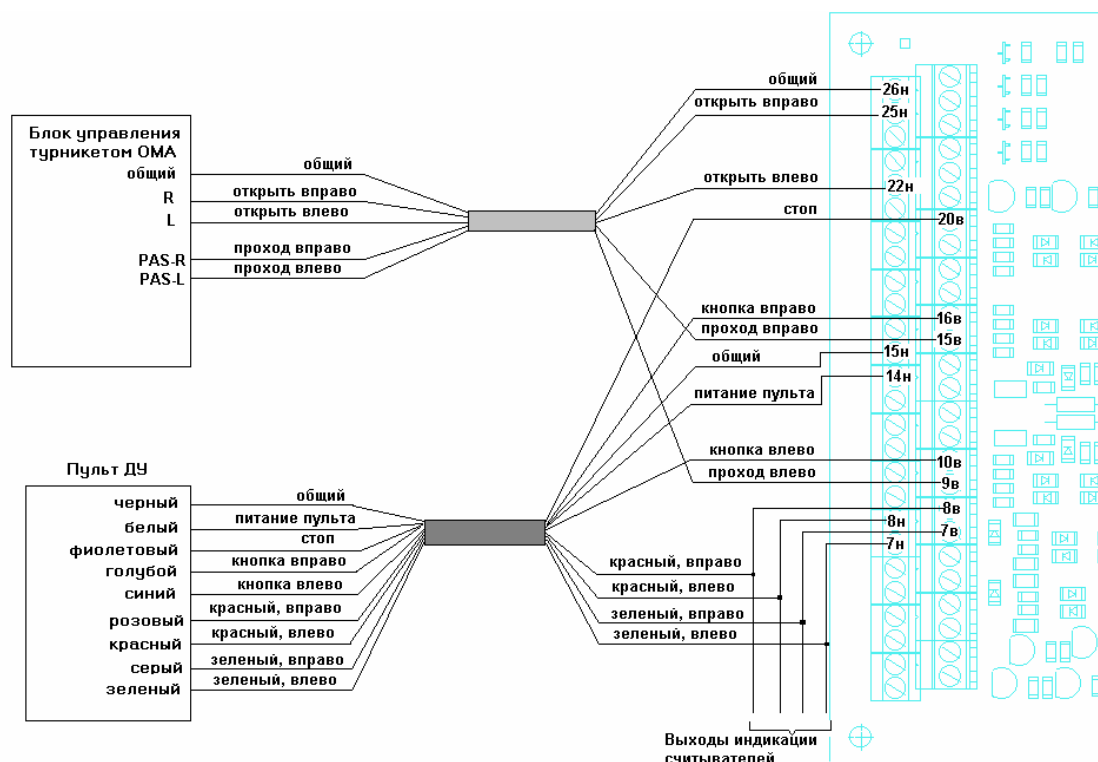 Блок управления
турникетом ОМА
общий
R
L
PAS-R
PAS-L
общий
открыть вправо
открыть влево
проход вправо
проход влево
общий
открыть вправо
открыть влево
стоп
кнопка вправо
проход вправо
общий
питание пульта
кнопка влево
проход влево
26н
25н
22н
20в
16в
15в
15н
14н
10в
9в
8в
8н
7в
7н
Пульт ДУ
черный
белый
фиолетовый
голубой
синий
розовый
красный
серый
зеленый
общий
питание пульта
стоп
кнопка вправо
кнопка влево
красный, вправо
красный, влево
зеленый, вправо
зеленый, влево
красный, вправо
красный, влево
зеленый, вправо
зеленый, влево
Выходы индикации
считывателей